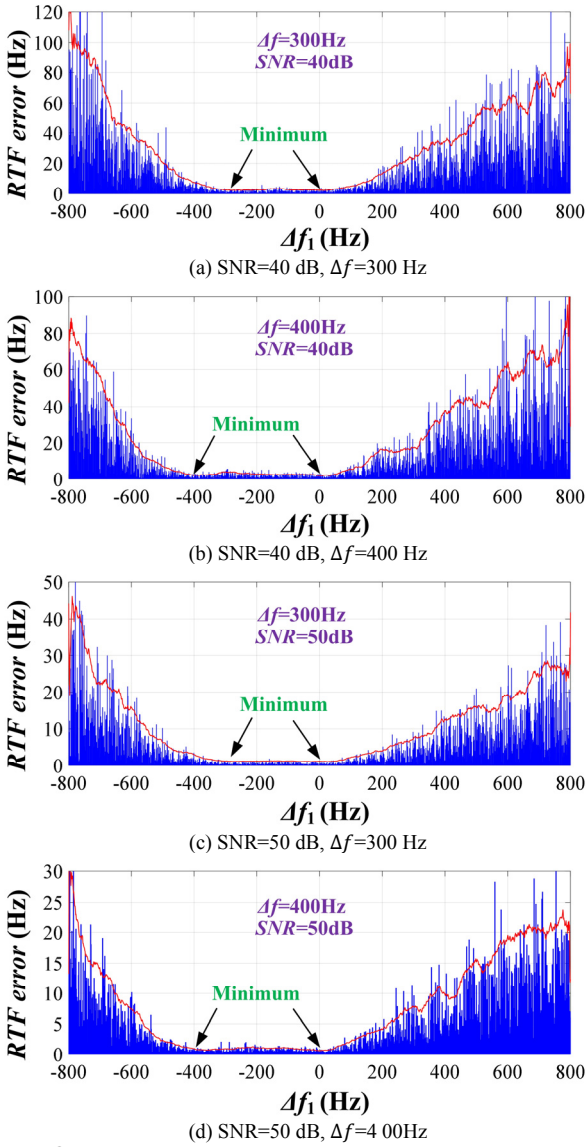 120
100
80
60
40
20
0
RTF error (Hz)
Δf=300Hz
SNR=40dB
Minimum
-800 -600 -400 -200 0 200 400 600 800
Δf₁ (Hz)
(a) SNR=40 dB, Δf=300 Hz
100
80
60
40
20
0
RTF error (Hz)
Δf=400Hz
SNR=40dB
Minimum
-800 -600 -400 -200 0 200 400 600 800
Δf₁ (Hz)
(b) SNR=40 dB, Δf=400 Hz
50
40
30
20
10
0
RTF error (Hz)
Δf=300Hz
SNR=50dB
Minimum
-800 -600 -400 -200 0 200 400 600 800
Δf₁ (Hz)
(c) SNR=50 dB, Δf=300 Hz
30
25
20
15
10
5
0
RTF error (Hz)
Δf=400Hz
SNR=50dB
Minimum
-800 -600 -400 -200 0 200 400 600 800
Δf₁ (Hz)
(d) SNR=50 dB, Δf=4 00Hz